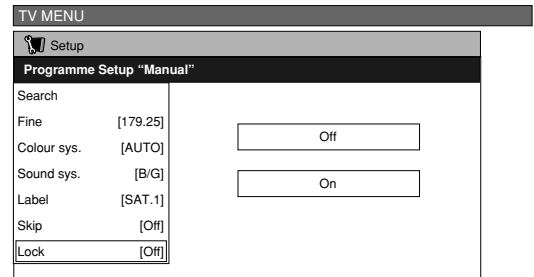 TV MENU
Setup
Programme Setup “Manual”
Search
Fine [179.25]
Colour sys. [AUTO]
Sound sys. [B/G]
Label [SAT.1]
Skip [Off]
Lock [Off]
Off
On